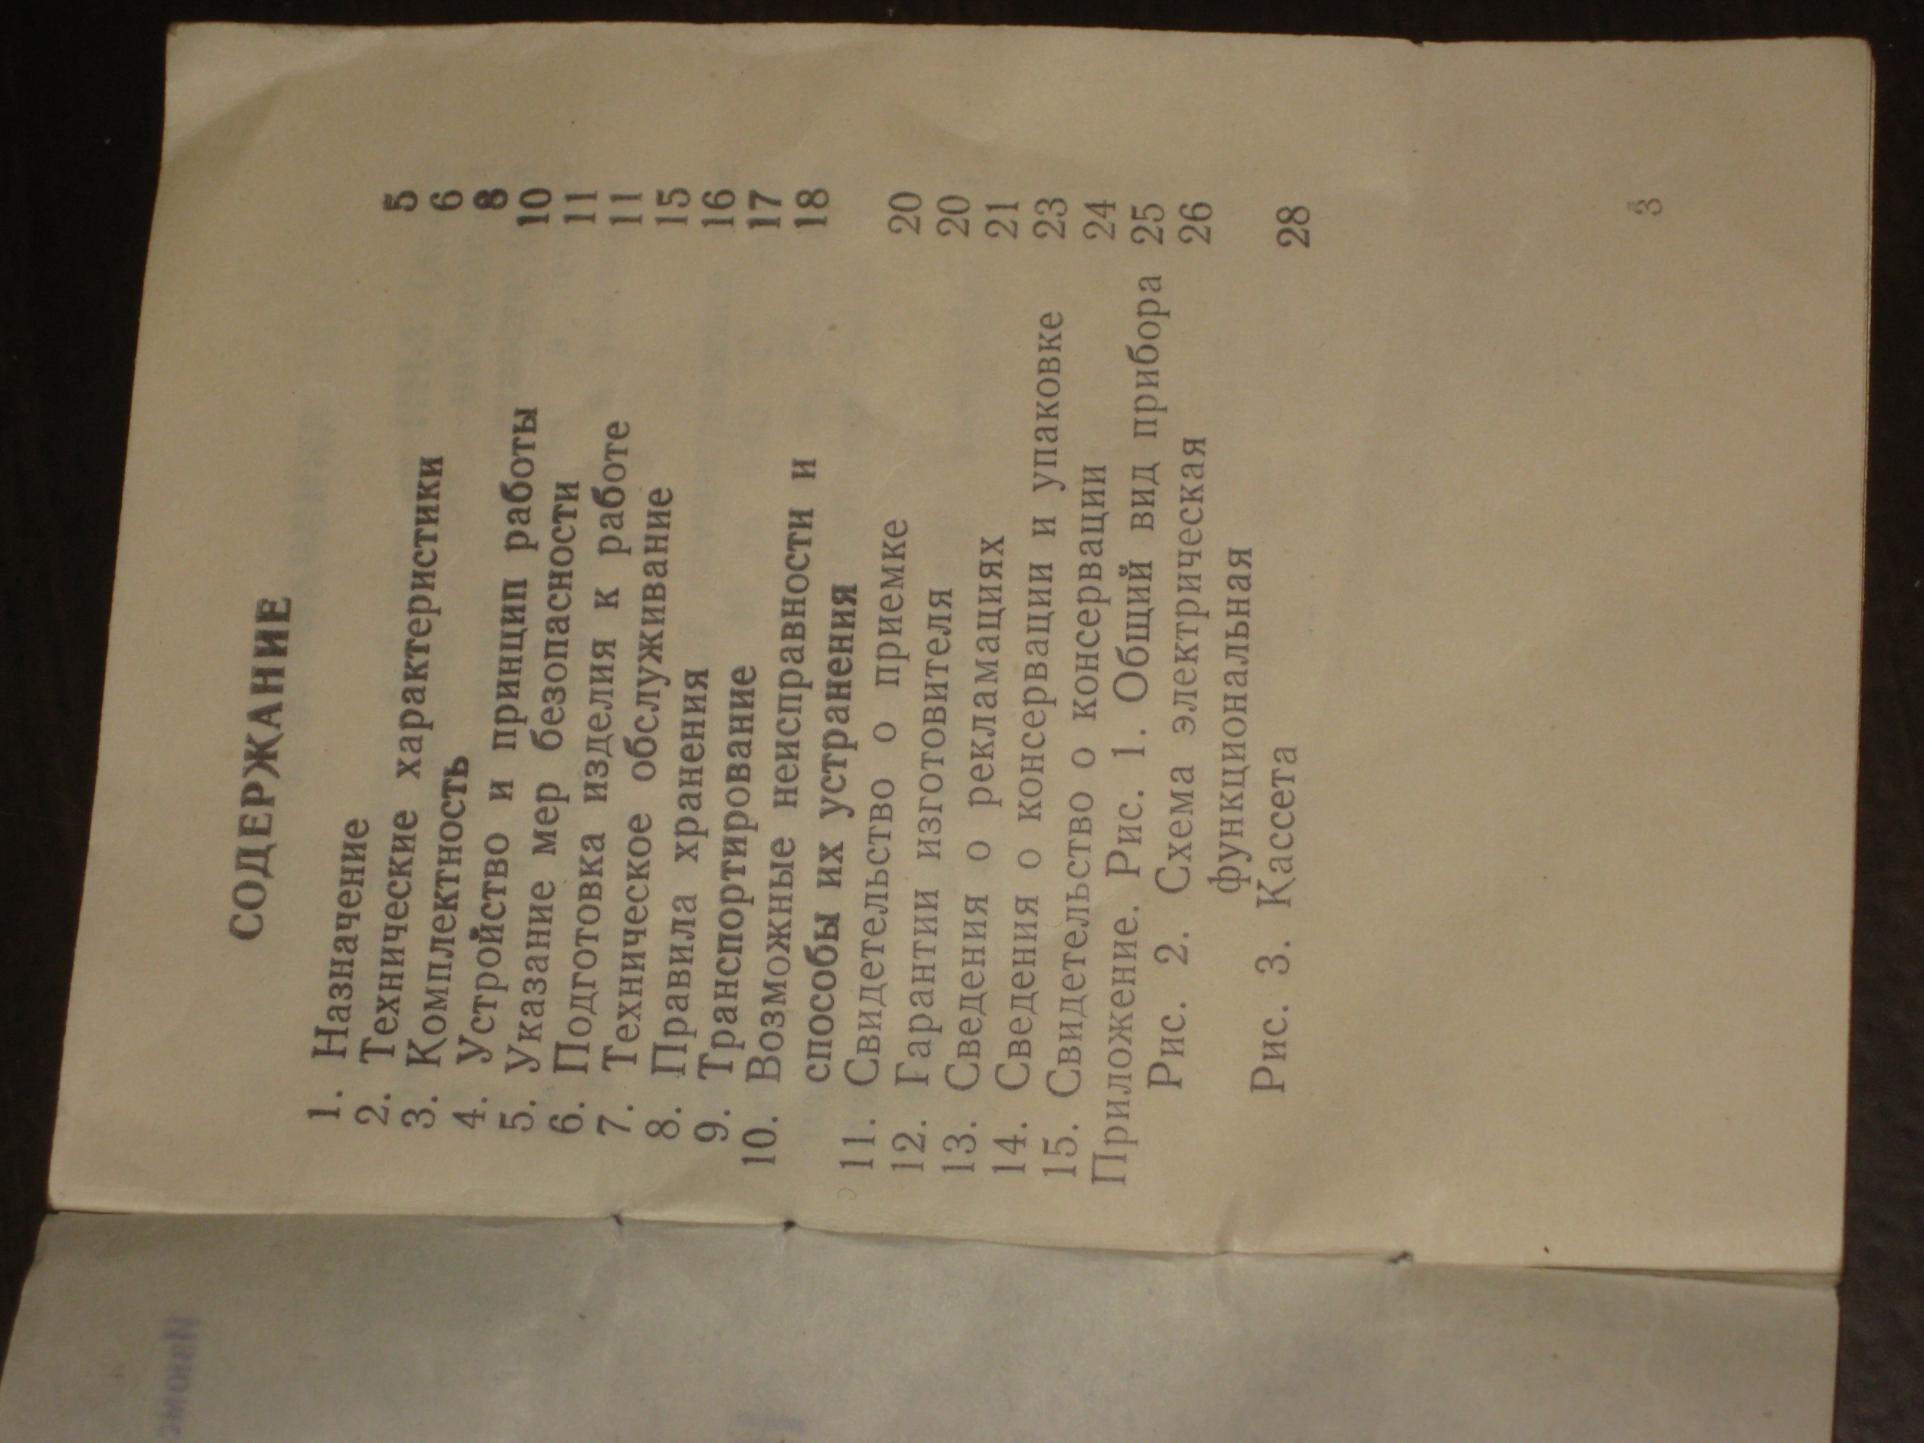 СОДЕРЖАНИЕ
1. Назначение 5
2. Технические характеристики 6
3. Комплектность 8
4. Устройство и принцип работы 10
5. Указание мер безопасности 11
6. Подготовка изделия к работе 11
7. Техническое обслуживание 15
8. Правила хранения 16
9. Транспортирование 17
10. Возможные неисправности и 18
способы их устранения
11. Свидетельство о приемке 20
12. Гарантии изготовителя 20
13. Сведения о рекламациях 21
14. Сведения о консервации и упаковке 23
15. Свидетельство о консервации 24
Приложение. Рис. 1. Общий вид прибора 25
Рис. 2. Схема электрическая 26
функциональная
Рис. 3. Кассета 28
3